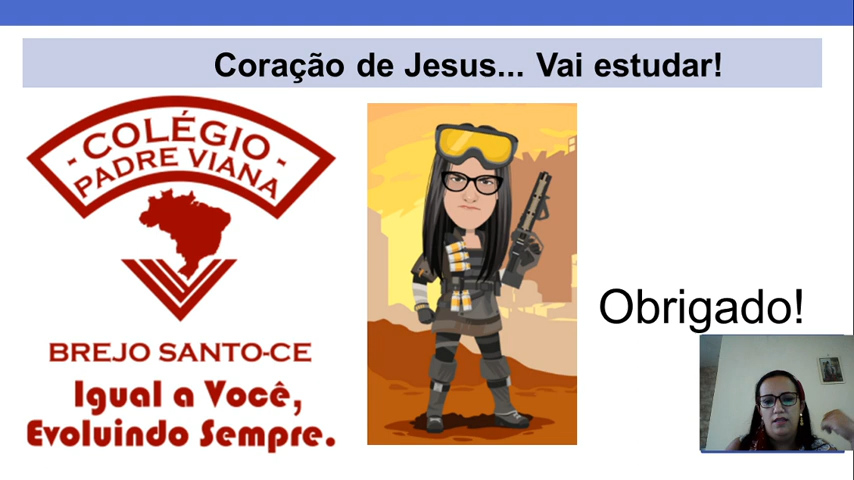 Coração de Jesus... Vai estudar!
- COLÉGIO -
PADRE VIANA
BREJO SANTO-CE
Igual a Você,
Evoluindo Sempre.
Obrigado!